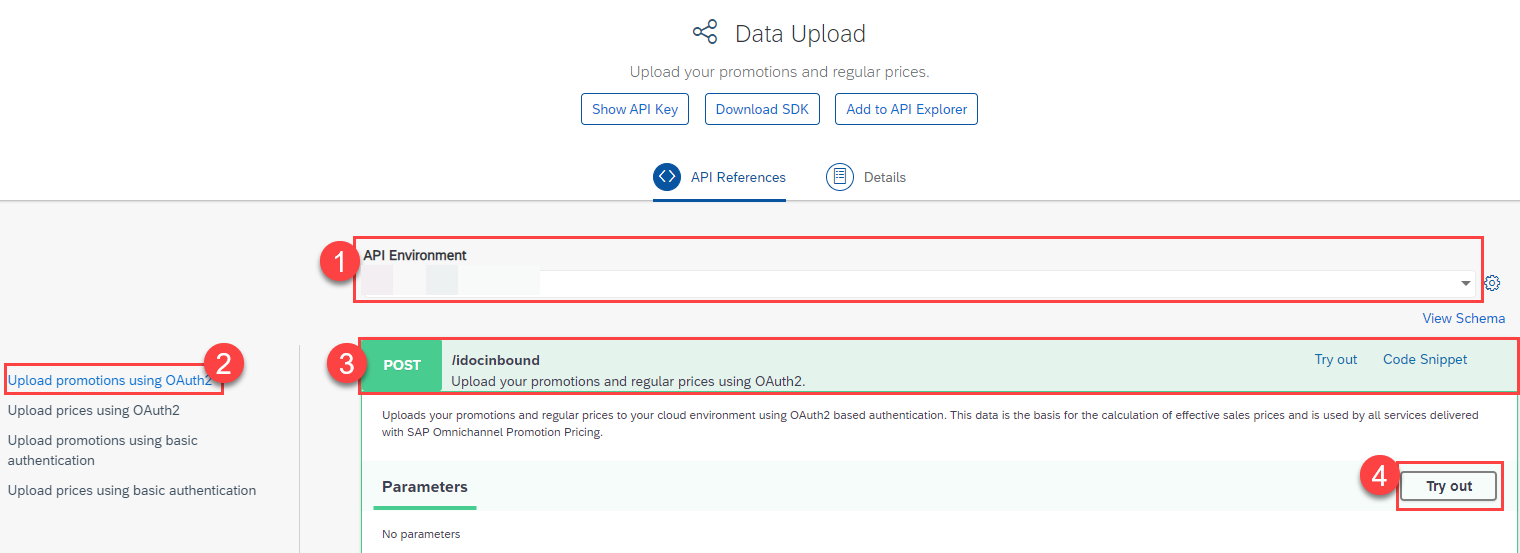 Data Upload
Upload your promotions and regular prices.
Show API Key
Download SDK
Add to API Explorer
API References
Details
1
API Environment
View Schema
2
Upload promotions using OAuth2
Upload prices using OAuth2
Upload promotions using basic
authentication
Upload prices using basic authentication
3
POST
/idocinbound
Upload your promotions and regular prices using OAuth2.
Try out
Code Snippet
Uploads your promotions and regular prices to your cloud environment using OAuth2 based authentication. This data is the basis for the calculation of effective sales prices and is used by all services delivered
with SAP Omnichannel Promotion Pricing.
Parameters
4
Try out
No parameters